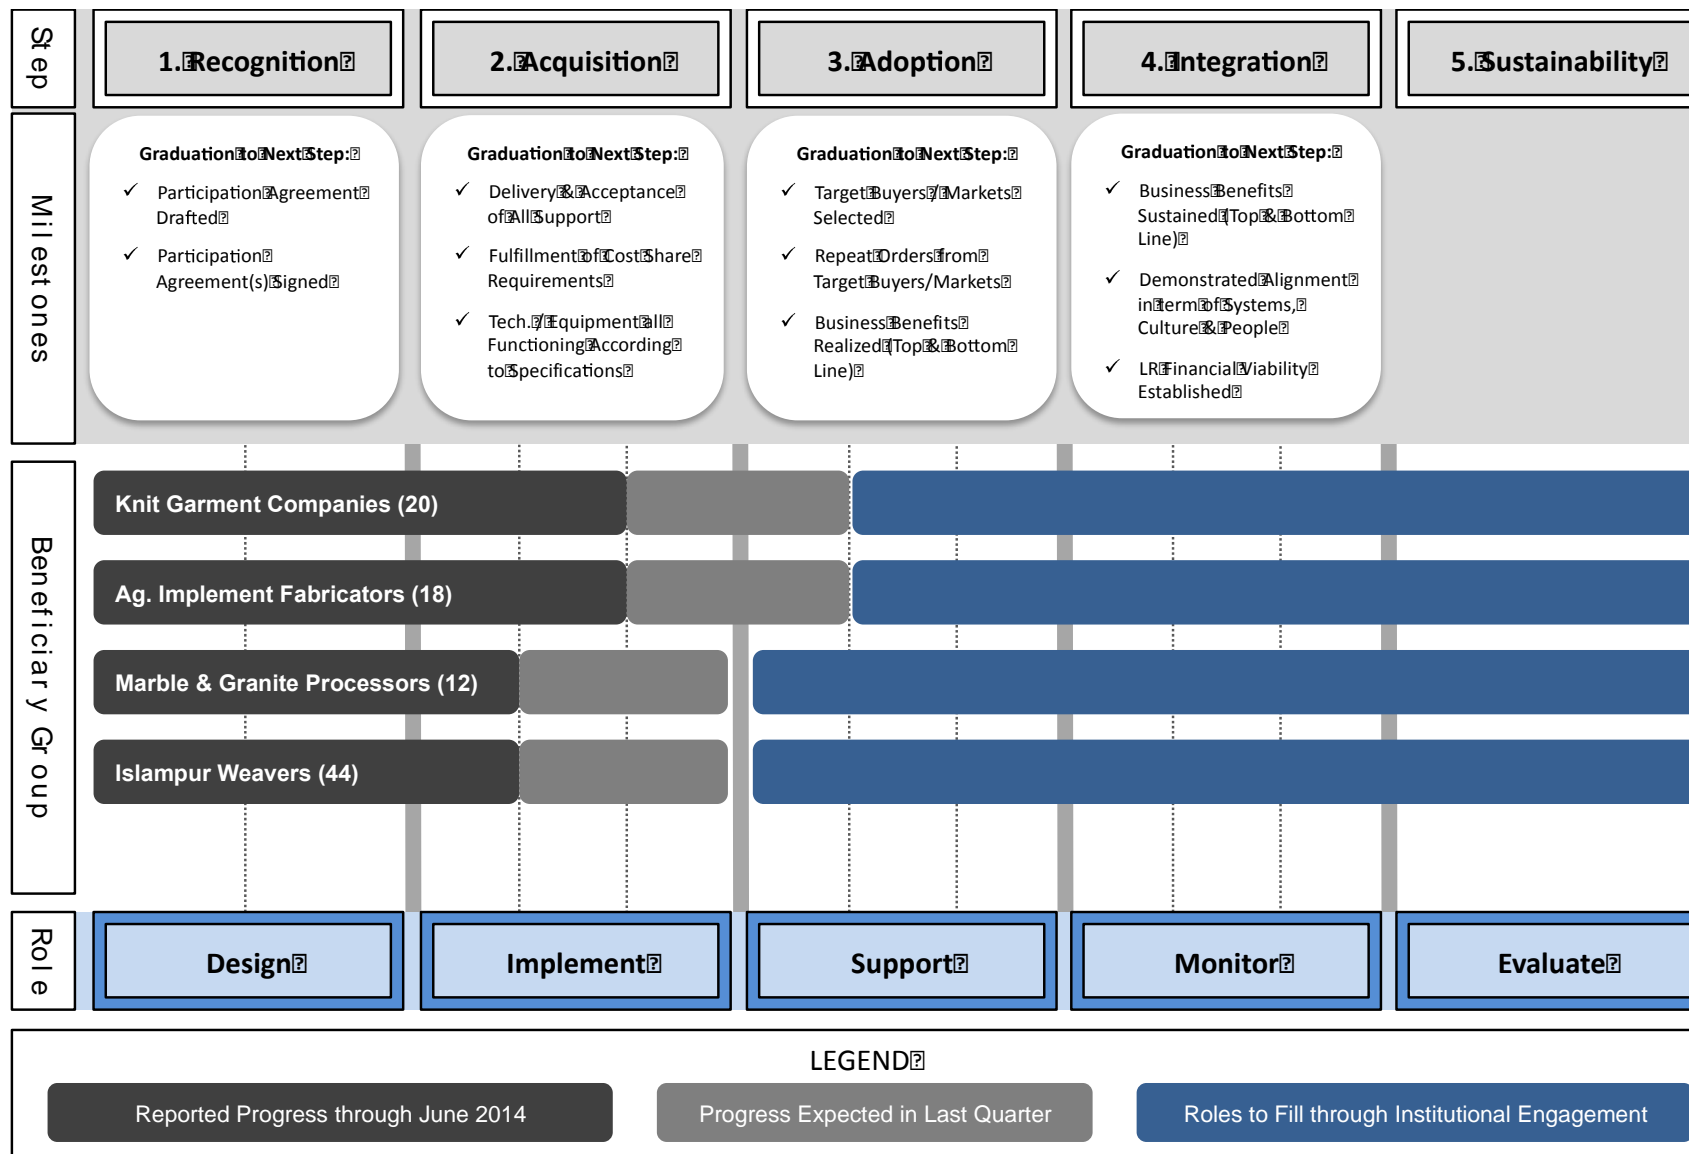 Step
1. Recognition
2. Acquisition
3. Adoption
4. Integration
5. Sustainability
Milestones
Graduation to Next Step:
✓ Participation Agreement
Drafted
✓ Participation
Agreement(s) Signed
Graduation to Next Step:
✓ Delivery & Acceptance
of All Support
✓ Fulfillment of Cost Share
Requirements
✓ Tech. / Equipment all
Functioning According
to Specifications
Graduation to Next Step:
✓ Target Buyers / Markets
Selected
✓ Repeat Orders from
Target Buyers/Markets
✓ Business Benefits
Realized (Top & Bottom
Line)
Graduation to Next Step:
✓ Business Benefits
Sustained (Top & Bottom
Line)
✓ Demonstrated Alignment
in term of Systems,
Culture & People
✓ LR Financial Viability
Established
Beneficiary Group
Knit Garment Companies (20)
Ag. Implement Fabricators (18)
Marble & Granite Processors (12)
Islampur Weavers (44)
Role
Design
Implement
Support
Monitor
Evaluate
LEGEND
Reported Progress through June 2014
Progress Expected in Last Quarter
Roles to Fill through Institutional Engagement